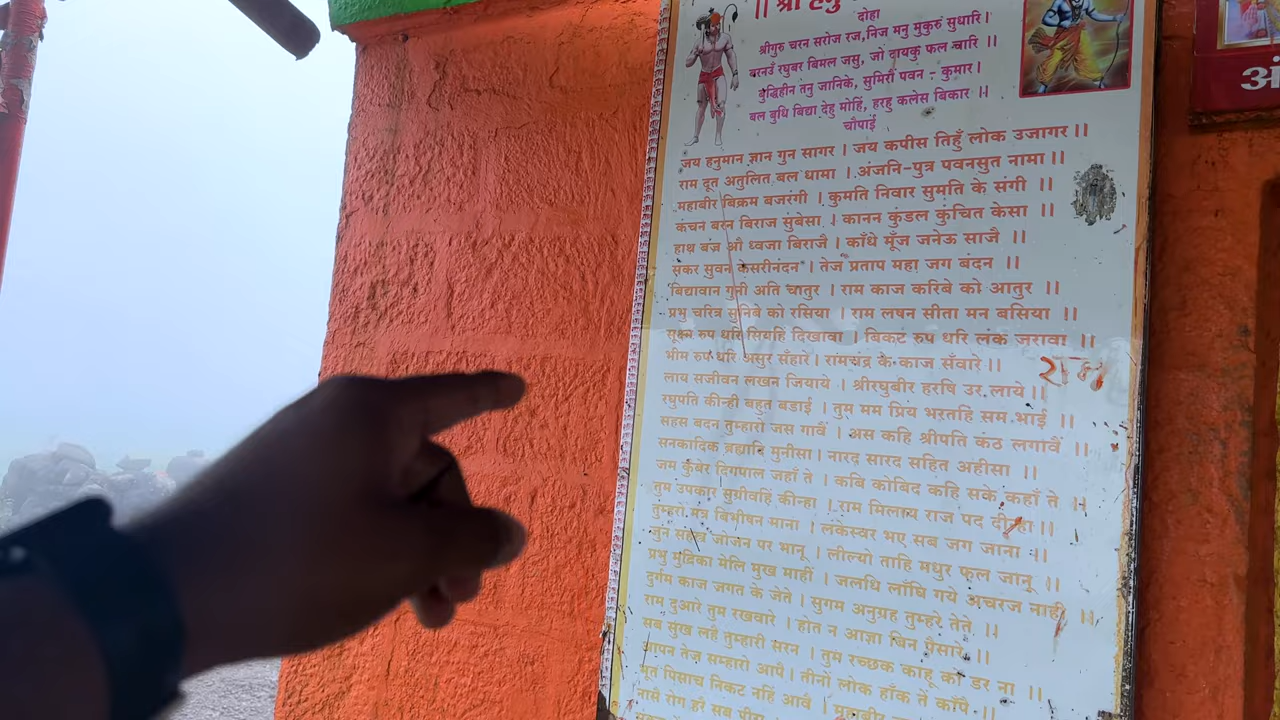 ॥ श्री हनु
दोहा
श्रीगुरु चरन सरोज रज,निज मनु मुकुरु सुधारि।
बरनउँ रघुबर बिमल जसु, जो दायकु फल चारि ॥
बुद्धिहीन तनु जानिके, सुमिरौं पवन - कुमार।
बल बुधि बिद्या देहु मोहिं, हरहु कलेस बिकार ॥
चौपाई
जय हनुमान ज्ञान गुन सागर । जय कपीस तिहुँ लोक उजागर ॥
राम दूत अतुलित बल धामा । अंजनि-पुत्र पवनसुत नामा ॥
महाबीर बिक्रम बजरंगी । कुमति निवार सुमति के संगी ॥
कंचन बरन बिराज सुबेसा । कानन कुंडल कुचित केसा ॥
हाथ बज्र औ ध्वजा बिराजै । काँधे मूँज जनेऊ साजै ॥
संकर सुवन केसरीनंदन । तेज प्रताप महा जग बंदन ॥
बिद्यावान गुनी अति चातुर । राम काज करिबे को आतुर ॥
प्रभु चरित्र सुनिबे को रसिया । राम लषन सीता मन बसिया ॥
सूक्ष्म रुप धरि सियहिं दिखावा । बिकट रुप धरि लंक जरावा ॥
भीम रुप धरि असुर सँहारे । रामचंद्र के काज सँवारे ॥
राम
लाय सजीवन लखन जियाये । श्रीरघुबीर हरषि उर लाये ॥
रघुपति कीन्ही बहुत बडाई । तुम मम प्रिय भरतहि सम भाई ॥
सहस बदन तुम्हारो जस गावैं । अस कहि श्रीपति कंठ लगावैं ॥
सनकादिक ब्रह्मादि मुनीसा । नारद सारद सहित अहीसा ॥
जम कुबेर दिगपाल जहाँ ते । कबि कोबिद कहि सके कहाँ ते ॥
तुम उपकार सुग्रीवहिं कीन्हा । राम मिलाय राज पद दीन्हा ॥
तुम्हरो मंत्र बिभीषन माना । लंकेस्वर भए सब जग जाना ॥
जुग सहस्त्र जोजन पर भानू । लील्यो ताहि मधुर फल जानू ॥
प्रभु मुद्रिका मेलि मुख माहीं । जलधि लाँघि गये अचरज नाहीं ॥
दुर्गम काज जगत के जेते । सुगम अनुग्रह तुम्हरे तेते ॥
राम दुआरे तुम रखवारे । होत न आज्ञा बिन पैसारे ॥
सब सुख लहै तुम्हारी सरन । तुम रच्छक काहू को डर ना ॥
आपन तेज सम्हारो आपै । तीनों लोक हाँक तें काँपै ॥
भूत पिसाच निकट नहिं आवै । महाबीर
नासै रोग हरै सब पीरा
अं